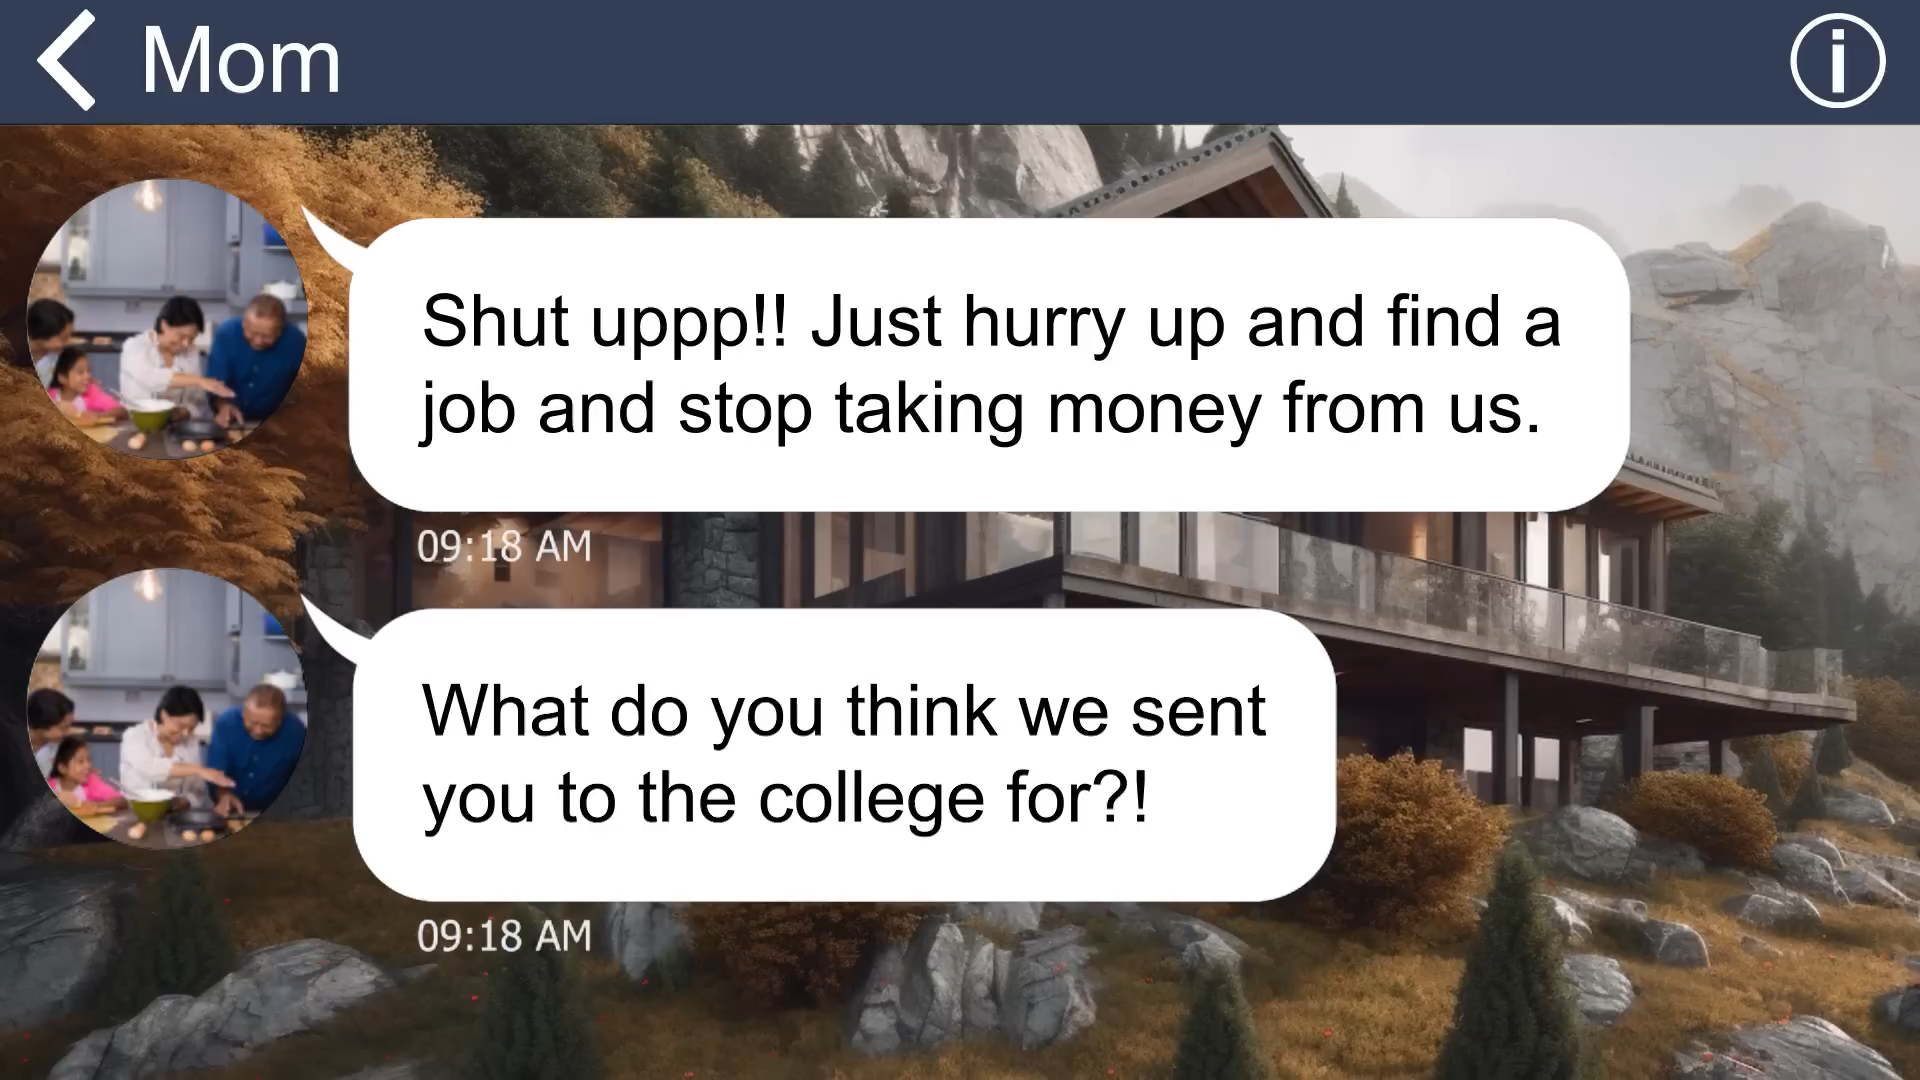 Mom
Shut uppp!! Just hurry up and find a
job and stop taking money from us.
09:18 AM
What do you think we sent
you to the college for?!
09:18 AM